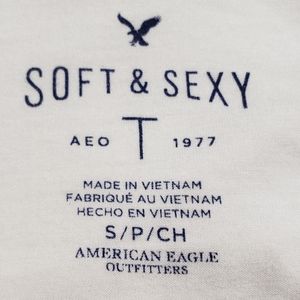 SOFT & SEXY
AEO T 1977
MADE IN VIETNAM
FABRIQUÉ AU VIETNAM
HECHO EN VIETNAM
S/P/CH
AMERICAN EAGLE
OUTFITTERS